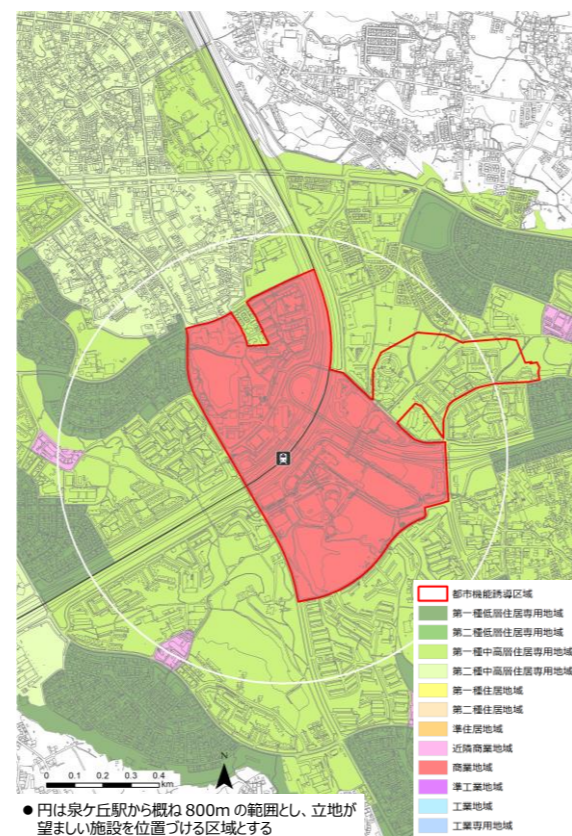 N
0 0.1 0.2 0.3 0.4
km
都市機能誘導区域
第一種低層住居専用地域
第二種低層住居専用地域
第一種中高層住居専用地域
第二種中高層住居専用地域
第一種住居地域
第二種住居地域
準住居地域
近隣商業地域
商業地域
準工業地域
工業地域
工業専用地域
● 円は泉ケ丘駅から概ね 800m の範囲とし、立地が
望ましい施設を位置づける区域とする